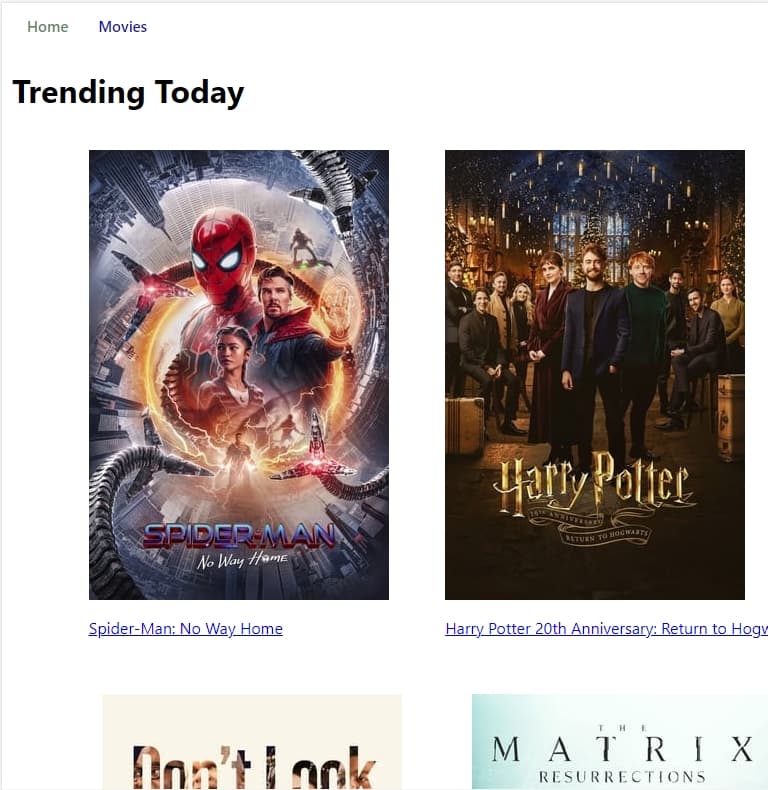 Home Movies
Trending Today
SPIDER-MAN
No Way Home
Harry Potter
20TH ANNIVERSARY
RETURN TO HOGWARTS
Spider-Man: No Way Home
Harry Potter 20th Anniversary: Return to Hogw
Don't Look
THE
MATRIX
RESURRECTIONS